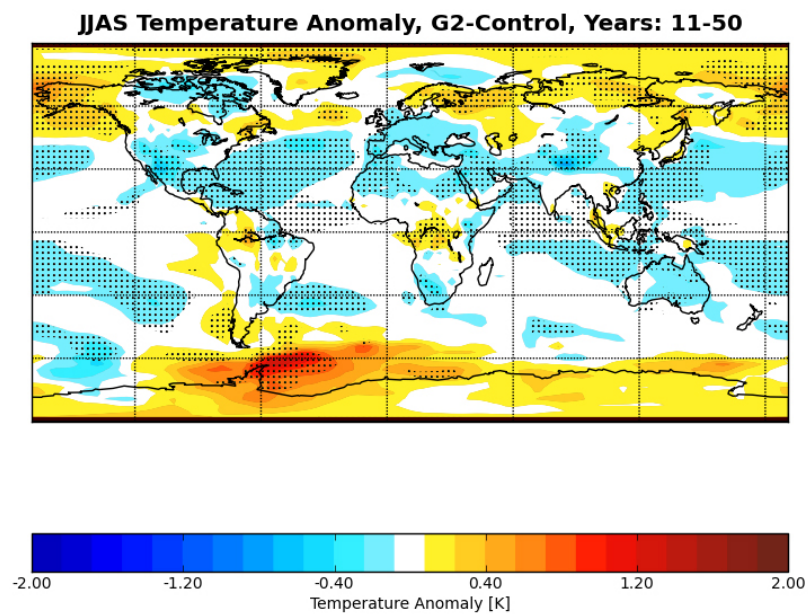 JJAS Temperature Anomaly, G2-Control, Years: 11-50
-2.00 -1.20 -0.40 0.40 1.20 2.00
Temperature Anomaly [K]